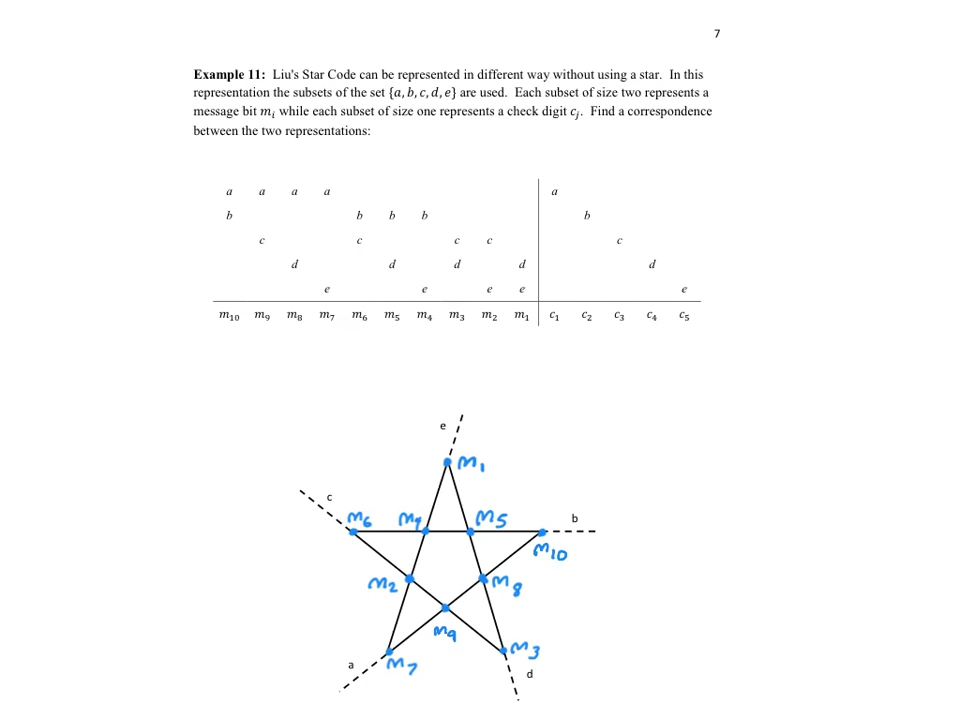 7
Example 11: Liu's Star Code can be represented in different way without using a star. In this
representation the subsets of the set {a, b, c, d, e} are used. Each subset of size two represents a
message bit mᵢ while each subset of size one represents a check digit cⱼ. Find a correspondence
between the two representations:
a a a a a
b b b b b
c c c c c
d d d d d
e e e e e
m₁₀ m₉ m₈ m₇ m₆ m₅ m₄ m₃ m₂ m₁ c₁ c₂ c₃ c₄ c₅
e
M₁
c
M₆ M₄ M₅ b
M₁₀
M₂ M₈
M₉
M₃
a M₇ d